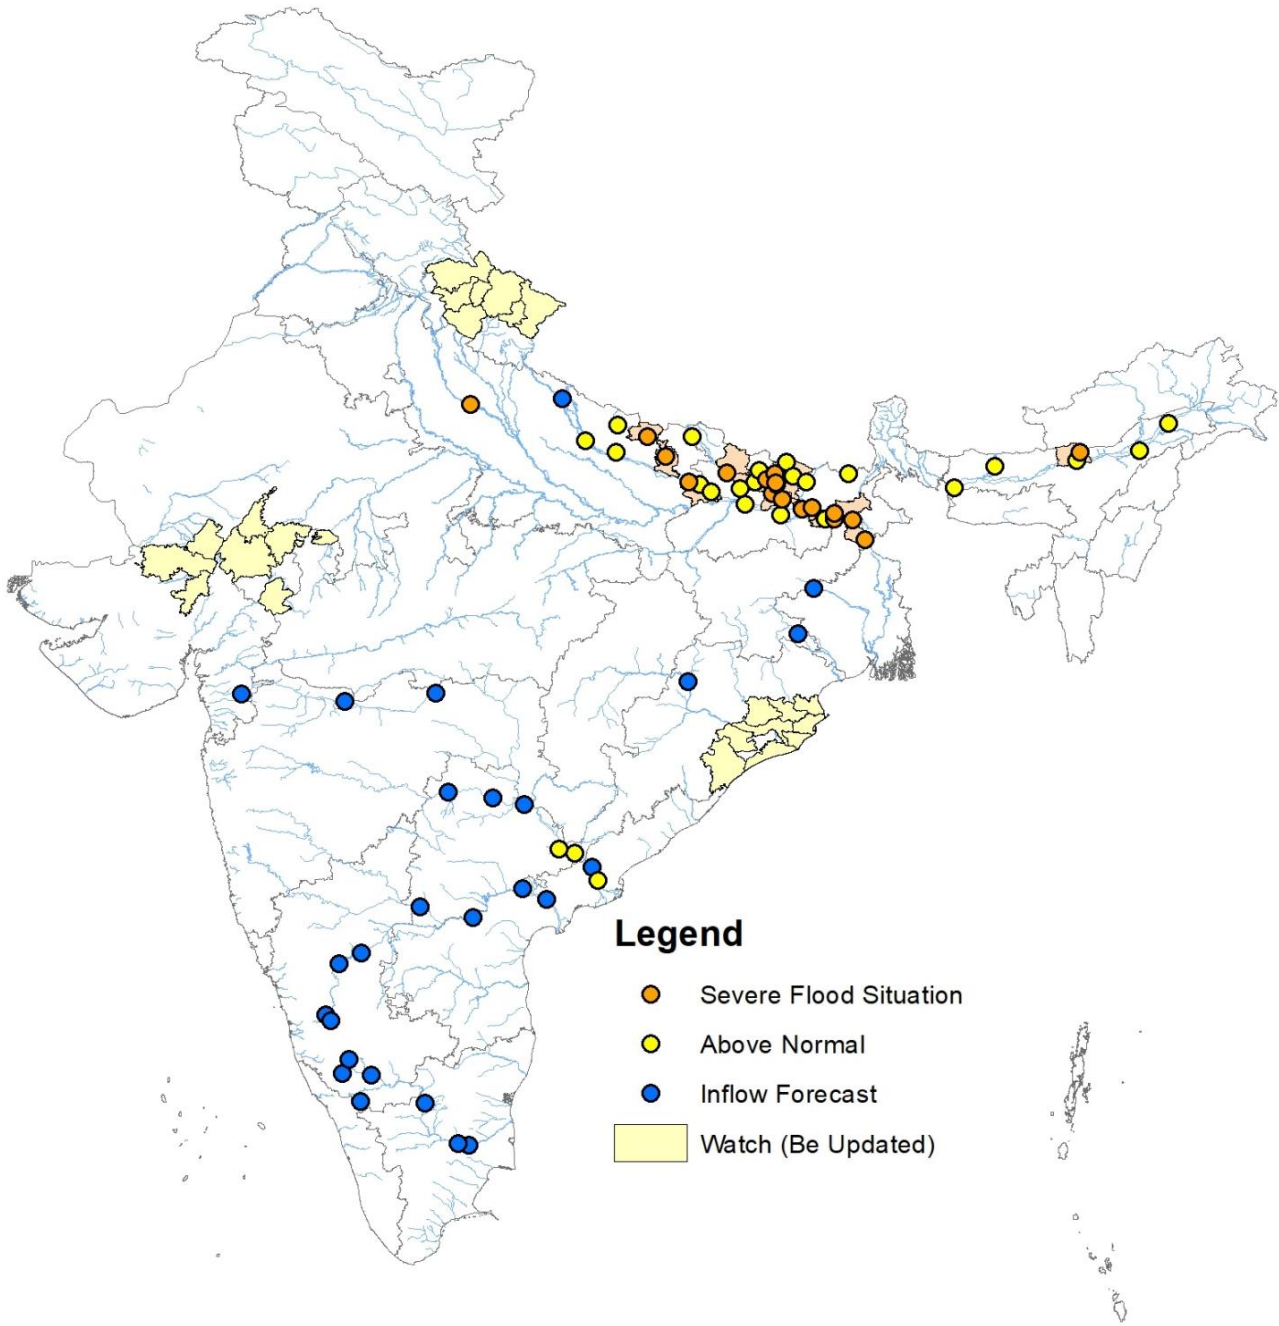 Legend
Severe Flood Situation
Above Normal
Inflow Forecast
Watch (Be Updated)